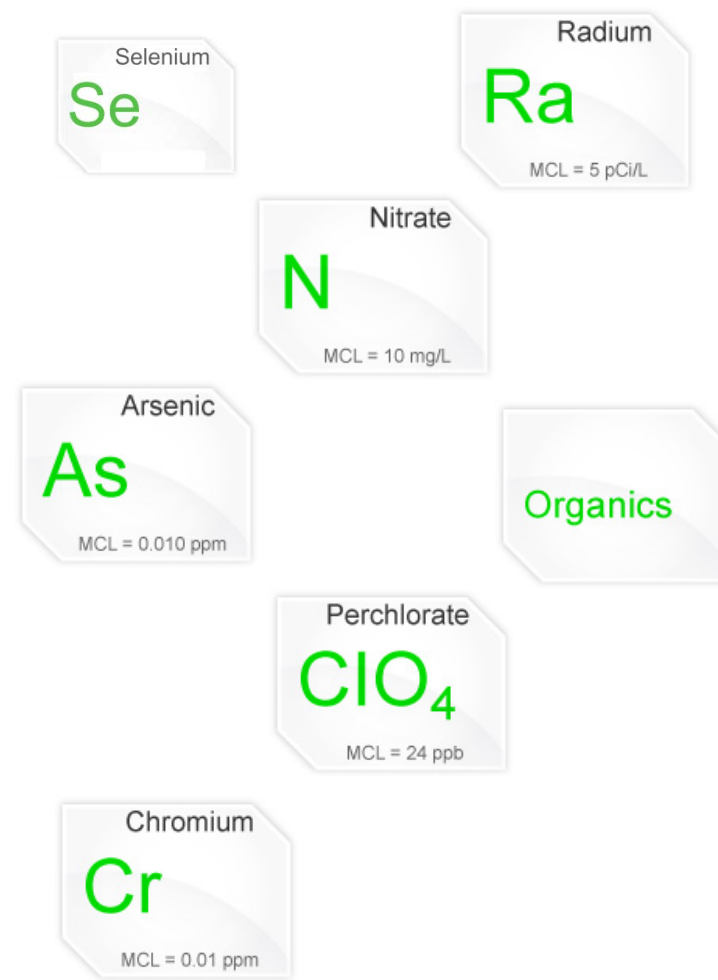 Selenium
Se
Radium
Ra
MCL = 5 pCi/L
Nitrate
N
MCL = 10 mg/L
Arsenic
As
MCL = 0.010 ppm
Organics
Perchlorate
ClO₄
MCL = 24 ppb
Chromium
Cr
MCL = 0.01 ppm